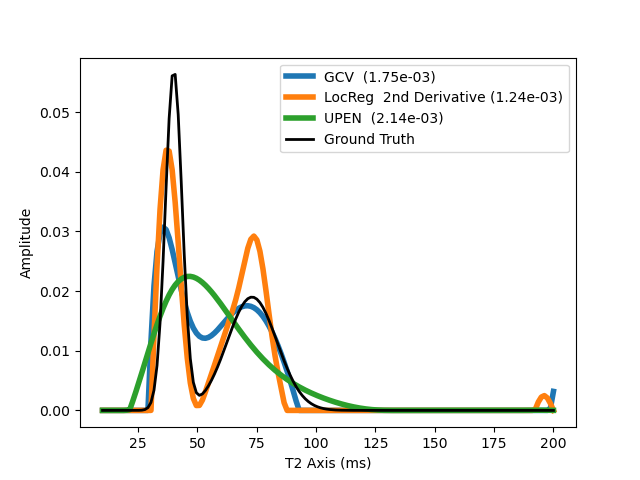 GCV  (1.75e-03)
LocReg  2nd Derivative (1.24e-03)
UPEN  (2.14e-03)
Ground Truth
Amplitude
0.05
0.04
0.03
0.02
0.01
0.00
25 50 75 100 125 150 175 200
T2 Axis (ms)